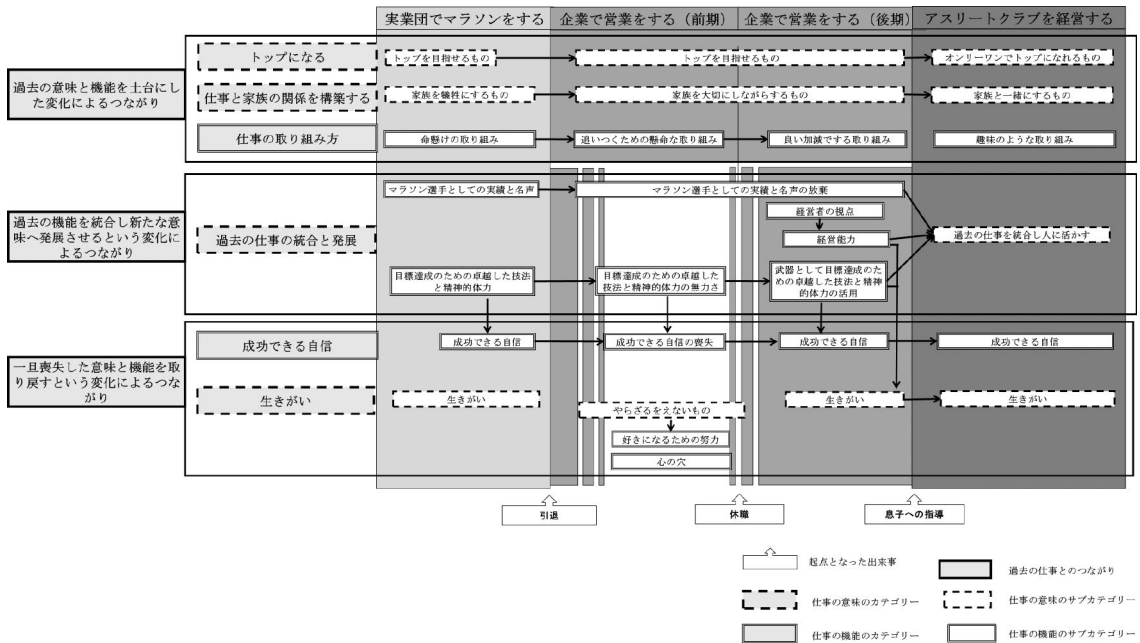 実業団でマラソンをする
企業で営業をする（前期）
企業で営業をする（後期）
アスリートクラブを経営する
過去の意味と機能を土台にし
た変化によるつながり
トップになる
トップを目指せるもの
トップを目指せるもの
オンリーワンでトップになれるもの
仕事と家族の関係を構築する
家族を犠牲にするもの
家族を大切にしながらするもの
家族と一緒にするもの
仕事の取り組み方
命懸けの取り組み
追いつくための懸命な取り組み
良い加減でする取り組み
趣味のような取り組み
過去の機能を統合し新たな意
味へ発展させるという変化に
よるつながり
過去の仕事の統合と発展
マラソン選手としての実績と名声
マラソン選手としての実績と名声の放棄
経営者の視点
経営能力
過去の仕事を統合し人に活かす
目標達成のための卓越した技法
と精神的体力
目標達成のための卓越した
技法と精神的体力の無力さ
武器として目標達成のた
めの卓越した技法と精神
的体力の活用
一旦喪失した意味と機能を取
り戻すという変化によるつな
がり
成功できる自信
成功できる自信
成功できる自信の喪失
成功できる自信
成功できる自信
生きがい
生きがい
やらざるをえないもの
好きになるための努力
心の穴
生きがい
生きがい
引退
休職
息子への指導
起点となった出来事
過去の仕事とのつながり
仕事の意味のカテゴリー
仕事の意味のサブカテゴリー
仕事の機能のカテゴリー
仕事の機能のサブカテゴリー